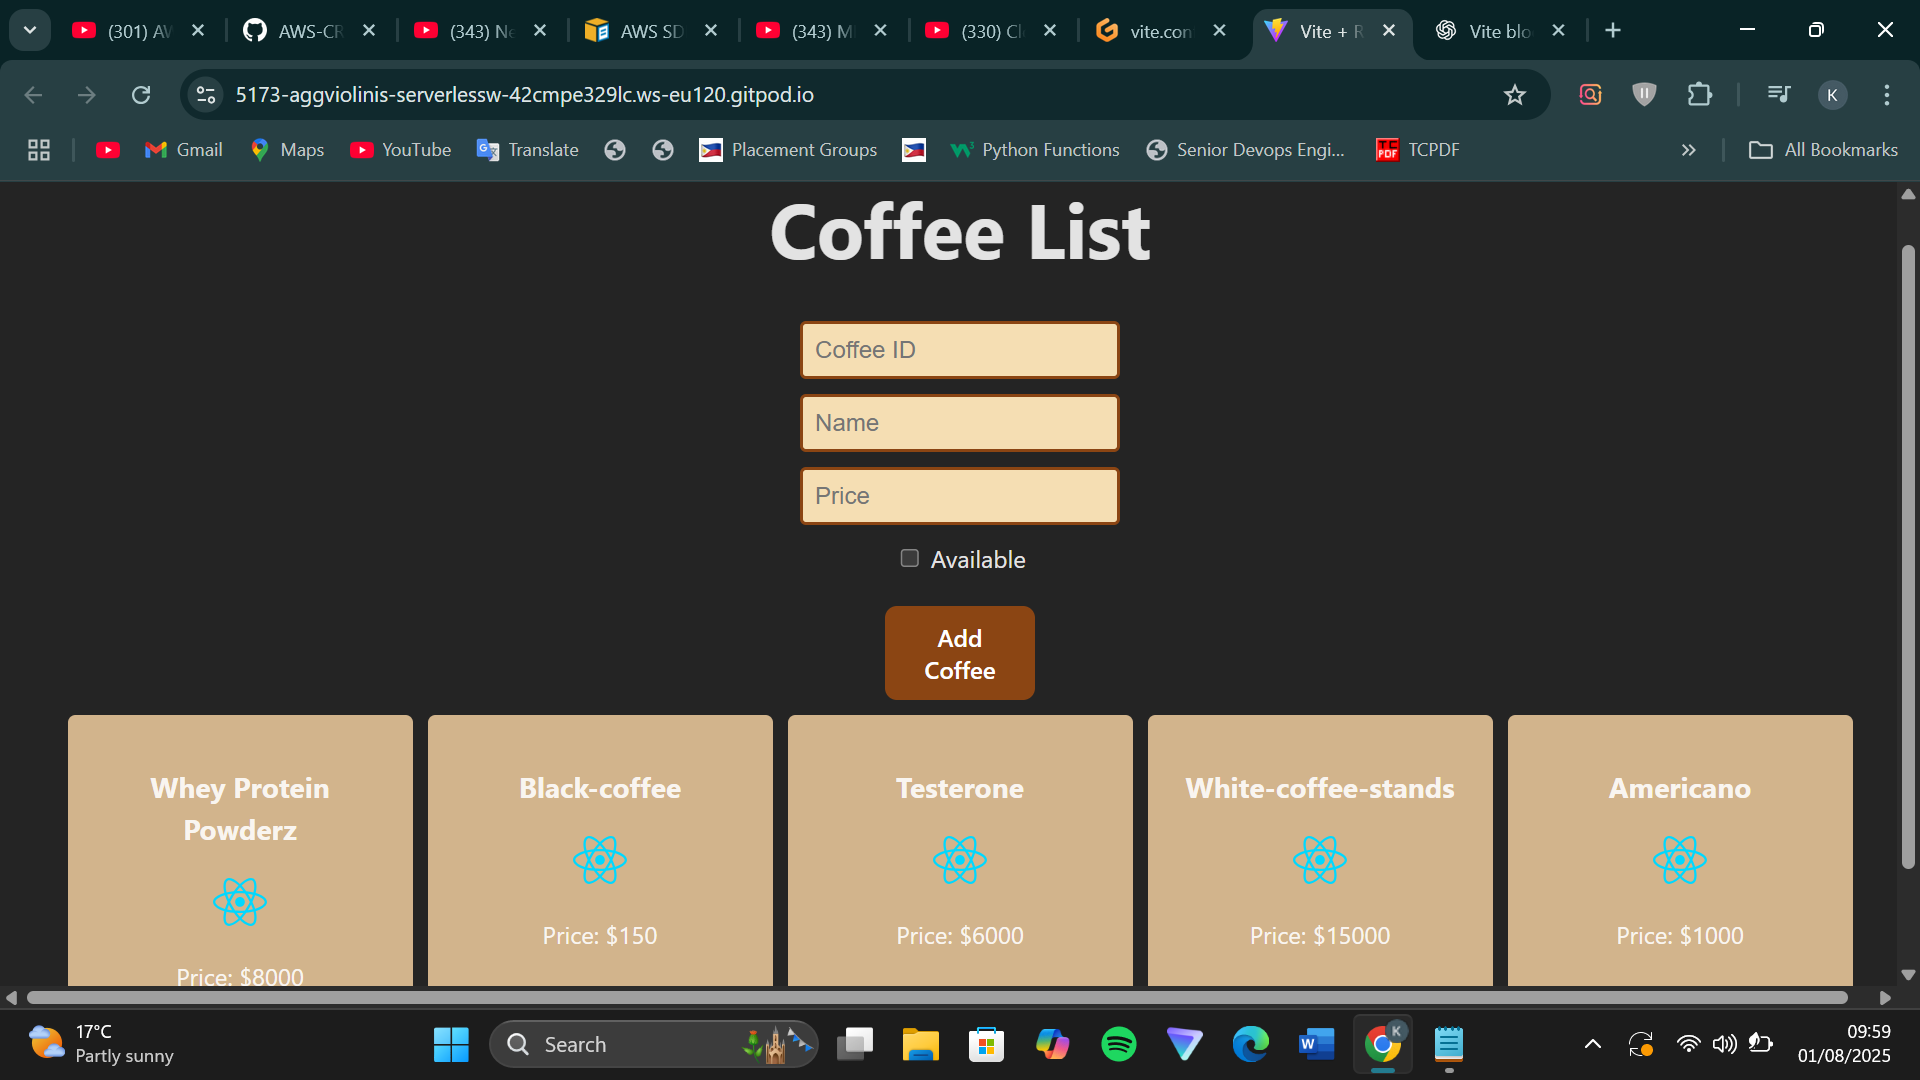 (301) AW
AWS-CR
(343) Ne
AWS SD
(343) M
(330) Cl
vite.con
Vite + R
Vite blo
5173-aggviolinis-serverlessw-42cmpe329lc.ws-eu120.gitpod.io
K
Gmail
Maps
YouTube
Translate
Placement Groups
Python Functions
Senior Devops Engi...
TC
PDF
TCPDF
All Bookmarks
Coffee List
Coffee ID
Name
Price
Available
Add
Coffee
Whey Protein
Powderz
Price: $8000
Black-coffee
Price: $150
Testerone
Price: $6000
White-coffee-stands
Price: $15000
Americano
Price: $1000
17°C
Partly sunny
Search
W
K
09:59
01/08/2025